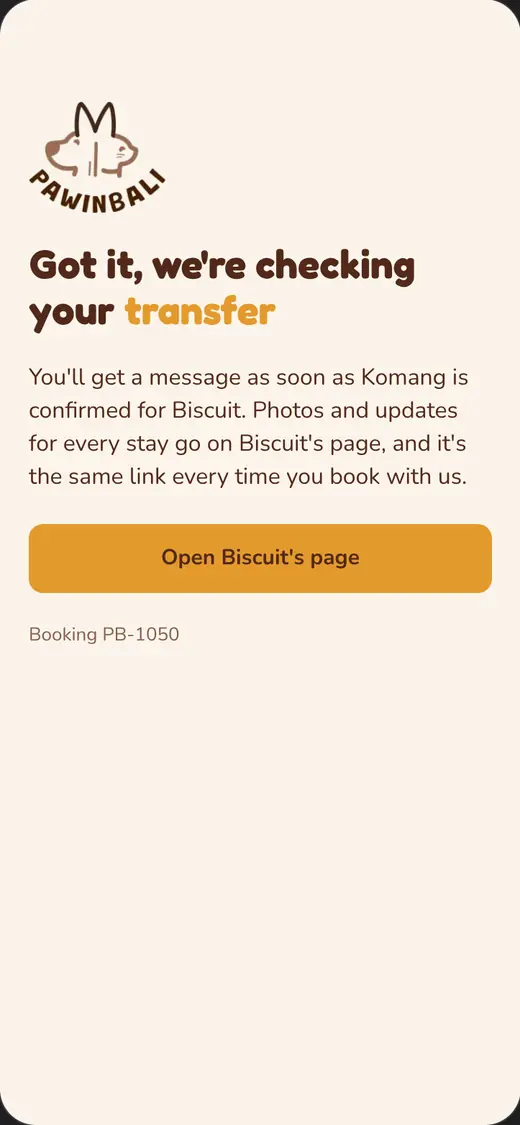 PAWINBALI
Got it, we're checking
your transfer
You'll get a message as soon as Komang is
confirmed for Biscuit. Photos and updates
for every stay go on Biscuit's page, and it's
the same link every time you book with us.
Open Biscuit's page
Booking PB-1050